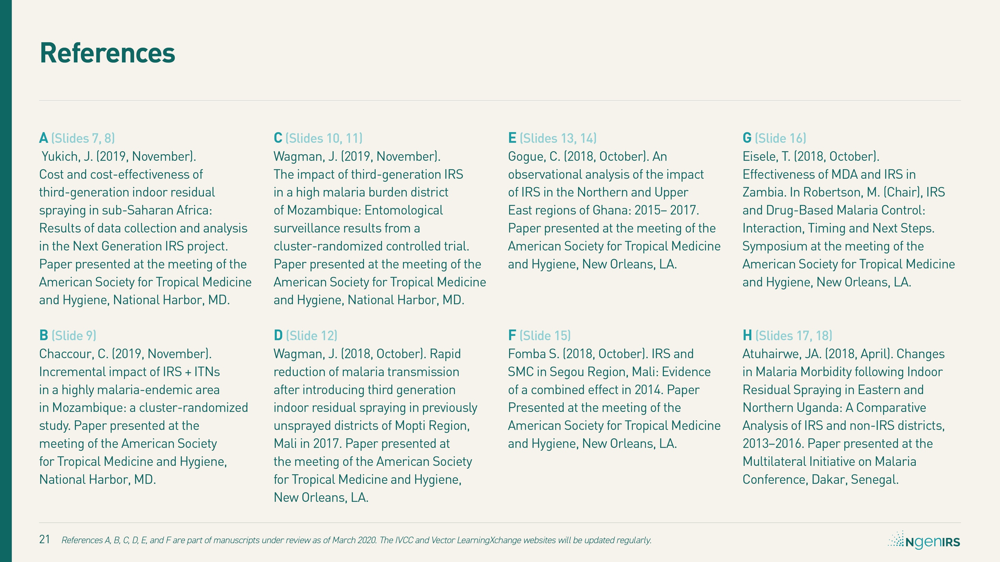 References
A (Slides 7, 8)
Yukich, J. (2019, November).
Cost and cost-effectiveness of
third-generation indoor residual
spraying in sub-Saharan Africa:
Results of data collection and analysis
in the Next Generation IRS project.
Paper presented at the meeting of the
American Society for Tropical Medicine
and Hygiene, National Harbor, MD.
B (Slide 9)
Chaccour, C. (2019, November).
Incremental impact of IRS + ITNs
in a highly malaria-endemic area
in Mozambique: a cluster-randomized
study. Paper presented at the
meeting of the American Society
for Tropical Medicine and Hygiene,
National Harbor, MD.
C (Slides 10, 11)
Wagman, J. (2019, November).
The impact of third-generation IRS
in a high malaria burden district
of Mozambique: Entomological
surveillance results from a
cluster-randomized controlled trial.
Paper presented at the meeting of the
American Society for Tropical Medicine
and Hygiene, National Harbor, MD.
D (Slide 12)
Wagman, J. (2018, October). Rapid
reduction of malaria transmission
after introducing third generation
indoor residual spraying in previously
unsprayed districts of Mopti Region,
Mali in 2017. Paper presented at
the meeting of the American Society
for Tropical Medicine and Hygiene,
New Orleans, LA.
E (Slides 13, 14)
Gogue, C. (2018, October). An
observational analysis of the impact
of IRS in the Northern and Upper
East regions of Ghana: 2015– 2017.
Paper presented at the meeting of the
American Society for Tropical Medicine
and Hygiene, New Orleans, LA.
F (Slide 15)
Fomba S. (2018, October). IRS and
SMC in Segou Region, Mali: Evidence
of a combined effect in 2014. Paper
Presented at the meeting of the
American Society for Tropical Medicine
and Hygiene, New Orleans, LA.
G (Slide 16)
Eisele, T. (2018, October).
Effectiveness of MDA and IRS in
Zambia. In Robertson, M. (Chair), IRS
and Drug-Based Malaria Control:
Interaction, Timing and Next Steps.
Symposium at the meeting of the
American Society for Tropical Medicine
and Hygiene, New Orleans, LA.
H (Slides 17, 18)
Atuhairwe, JA. (2018, April). Changes
in Malaria Morbidity following Indoor
Residual Spraying in Eastern and
Northern Uganda: A Comparative
Analysis of IRS and non-IRS districts,
2013–2016. Paper presented at the
Multilateral Initiative on Malaria
Conference, Dakar, Senegal.
21 References A, B, C, D, E, and F are part of manuscripts under review as of March 2020. The IVCC and Vector LearningXchange websites will be updated regularly.
NgenIRS